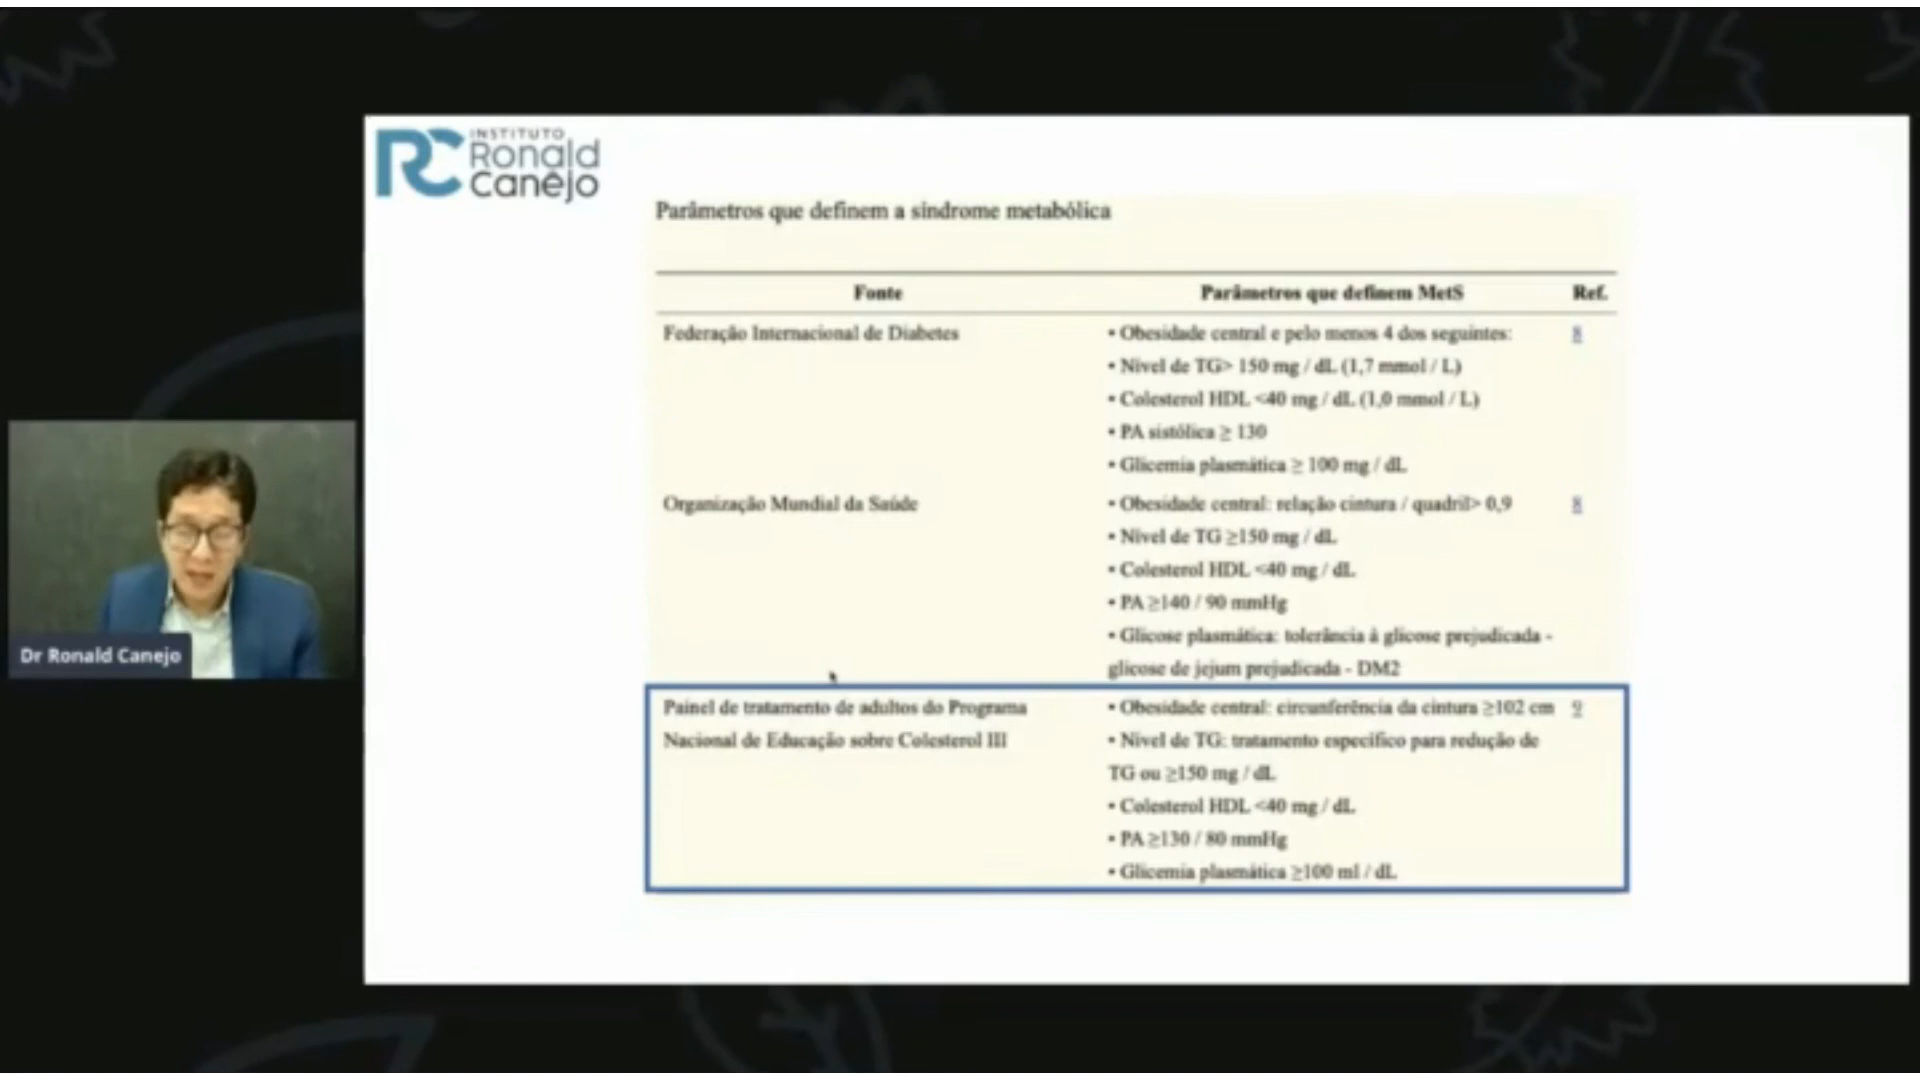 INSTITUTO
Ronald
Canêjo
Parâmetros que definem a síndrome metabólica
Fonte
Parâmetros que definem MetS
Ref.
Federação Internacional de Diabetes
• Obesidade central e pelo menos 4 dos seguintes:
8
• Nível de TG> 150 mg / dL (1,7 mmol / L)
• Colesterol HDL <40 mg / dL (1,0 mmol / L)
• PA sistólica ≥ 130
• Glicemia plasmática ≥ 100 mg / dL
Organização Mundial da Saúde
• Obesidade central: relação cintura / quadril> 0,9
8
• Nível de TG ≥150 mg / dL
• Colesterol HDL <40 mg / dL
• PA ≥140 / 90 mmHg
• Glicose plasmática: tolerância à glicose prejudicada -
glicose de jejum prejudicada - DM2
Painel de tratamento de adultos do Programa
Nacional de Educação sobre Colesterol III
• Obesidade central: circunferência da cintura ≥102 cm
9
• Nível de TG: tratamento específico para redução de
TG ou ≥150 mg / dL
• Colesterol HDL <40 mg / dL
• PA ≥130 / 80 mmHg
• Glicemia plasmática ≥100 ml / dL
Dr Ronald Canejo